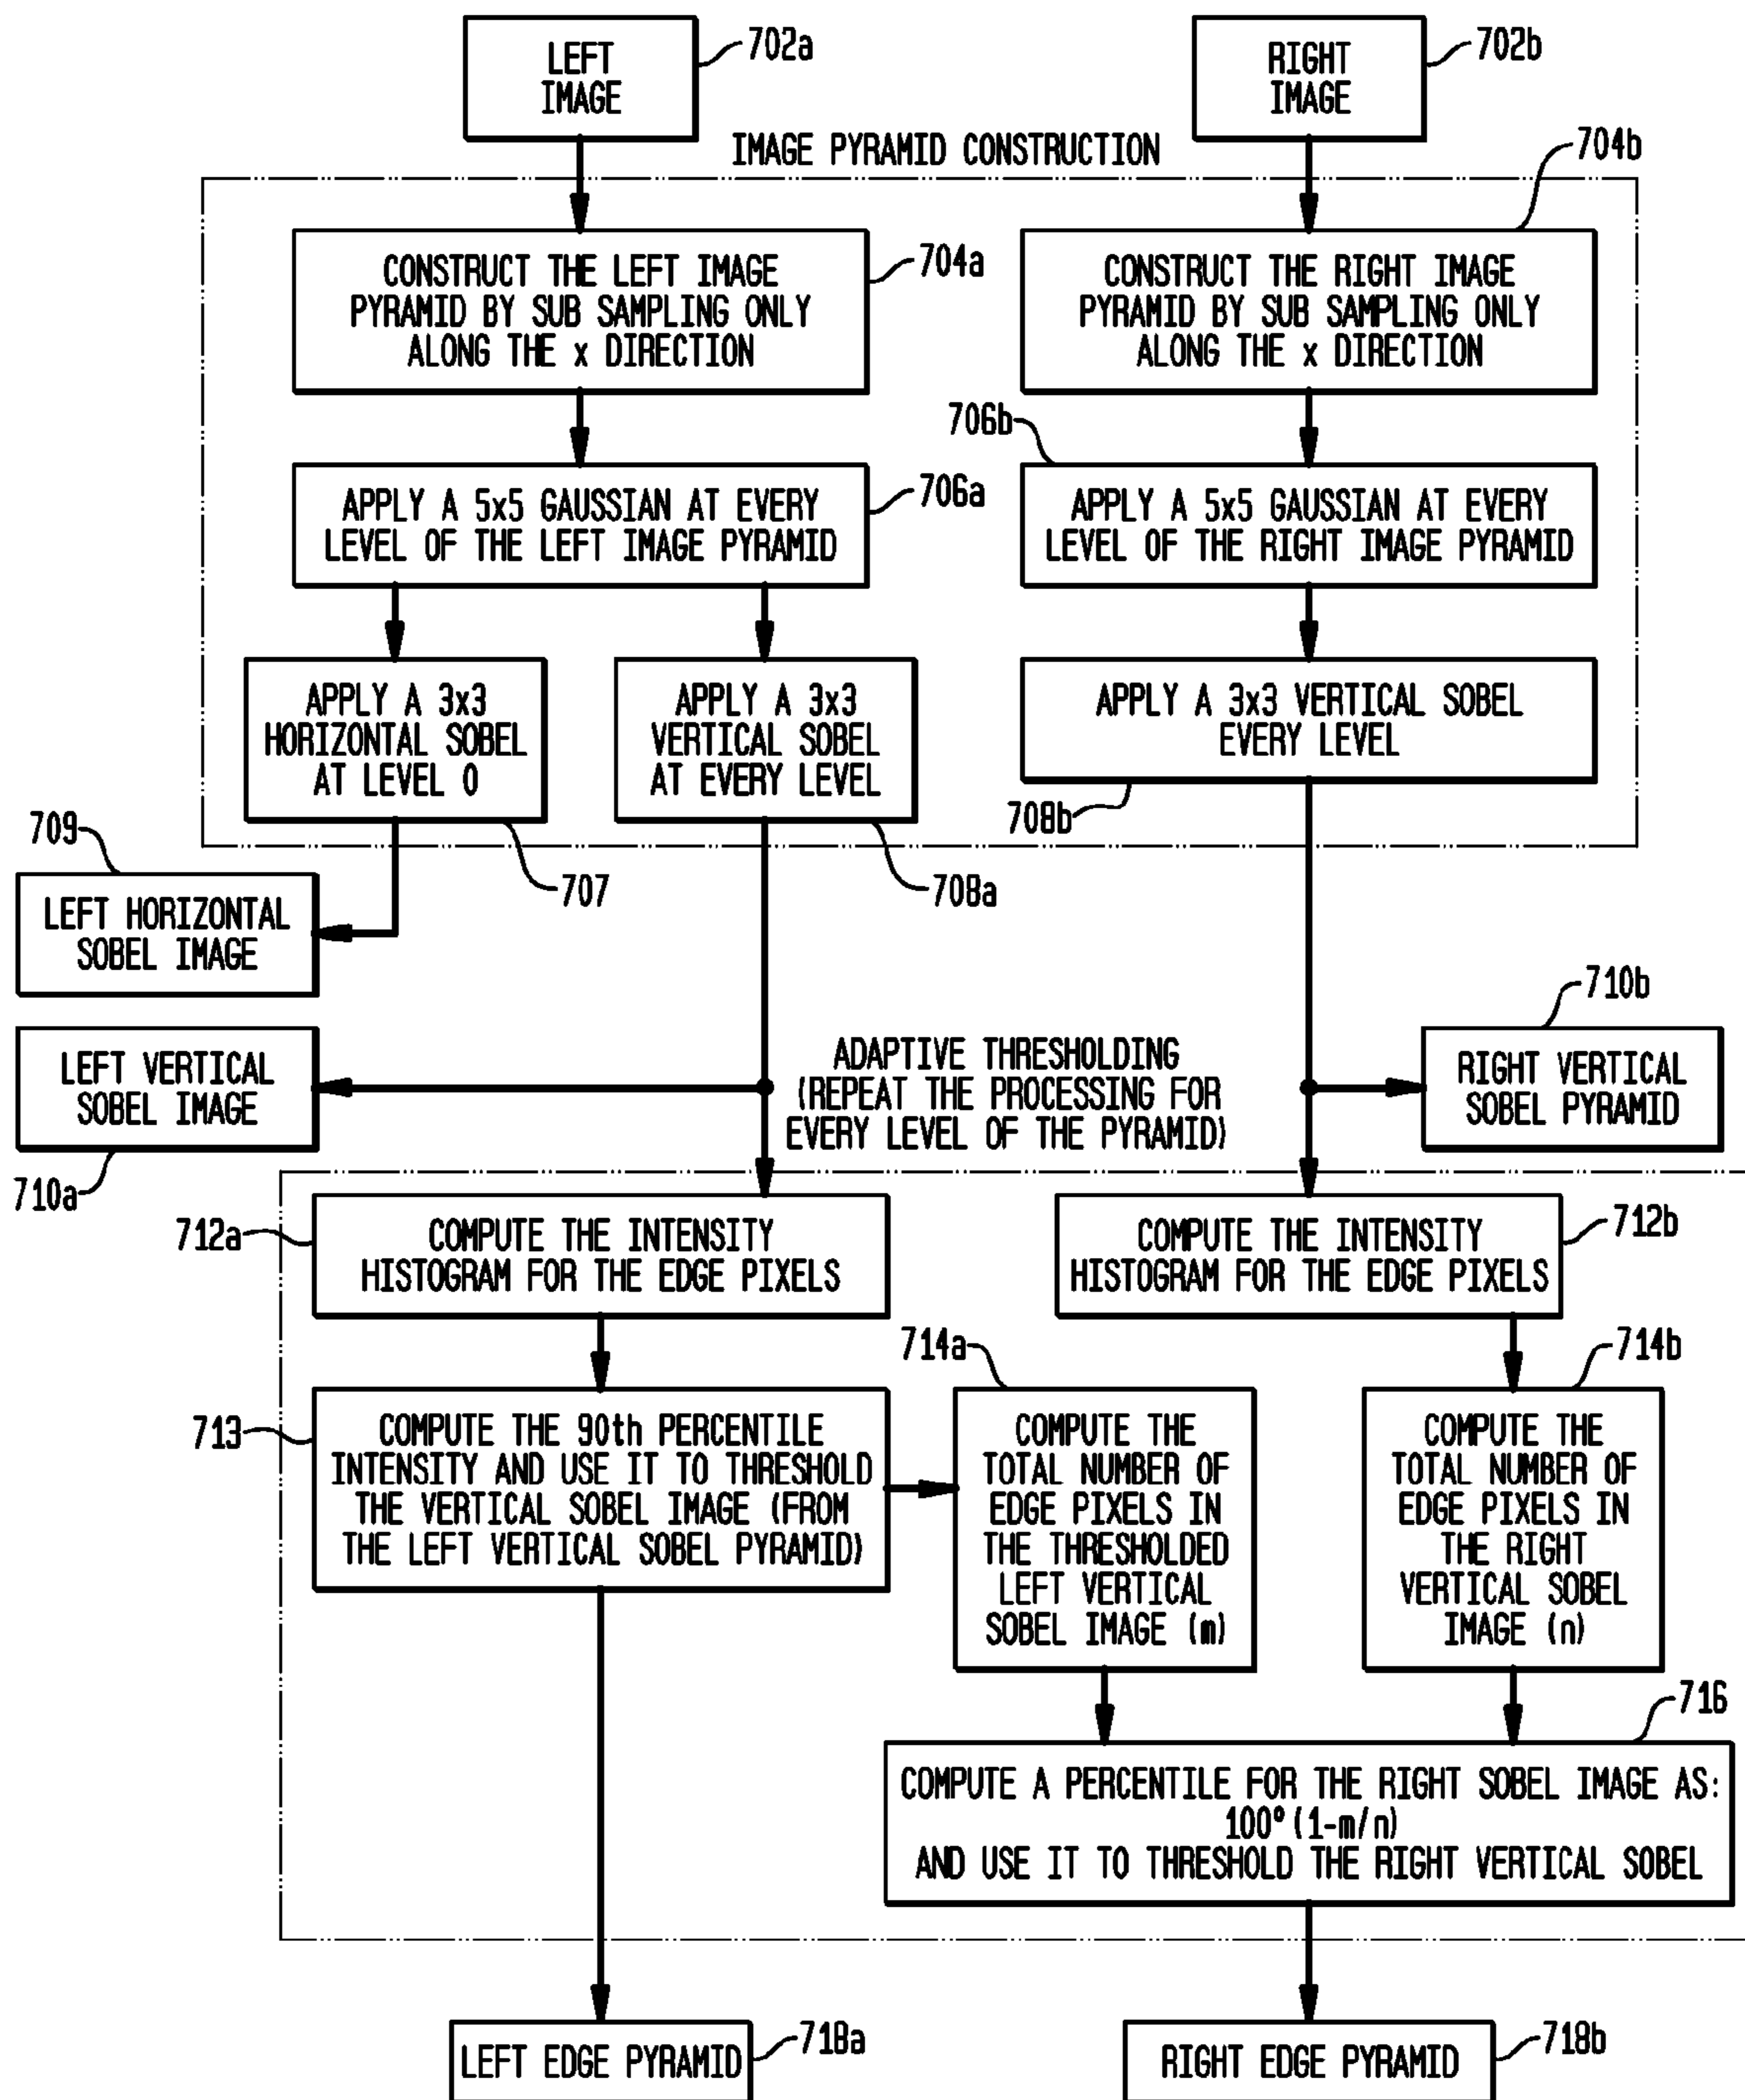 LEFT
IMAGE
702a
RIGHT
IMAGE
702b
IMAGE PYRAMID CONSTRUCTION
704b
CONSTRUCT THE LEFT IMAGE
PYRAMID BY SUB SAMPLING ONLY
ALONG THE x DIRECTION
704a
CONSTRUCT THE RIGHT IMAGE
PYRAMID BY SUB SAMPLING ONLY
ALONG THE x DIRECTION
706b
APPLY A 5x5 GAUSSIAN AT EVERY
LEVEL OF THE LEFT IMAGE PYRAMID
706a
APPLY A 5x5 GAUSSIAN AT EVERY
LEVEL OF THE RIGHT IMAGE PYRAMID
APPLY A 3x3
HORIZONTAL SOBEL
AT LEVEL 0
APPLY A 3x3
VERTICAL SOBEL
AT EVERY LEVEL
APPLY A 3x3 VERTICAL SOBEL
EVERY LEVEL
709
707
708a
708b
LEFT HORIZONTAL
SOBEL IMAGE
710b
LEFT VERTICAL
SOBEL IMAGE
710a
ADAPTIVE THRESHOLDING
(REPEAT THE PROCESSING FOR
EVERY LEVEL OF THE PYRAMID)
RIGHT VERTICAL
SOBEL PYRAMID
712a
COMPUTE THE INTENSITY
HISTOGRAM FOR THE EDGE PIXELS
COMPUTE THE INTENSITY
HISTOGRAM FOR THE EDGE PIXELS
712b
714a
714b
713
COMPUTE THE 90th PERCENTILE
INTENSITY AND USE IT TO THRESHOLD
THE VERTICAL SOBEL IMAGE (FROM
THE LEFT VERTICAL SOBEL PYRAMID)
COMPUTE THE
TOTAL NUMBER OF
EDGE PIXELS IN
THE THRESHOLDED
LEFT VERTICAL
SOBEL IMAGE (m)
COMPUTE THE
TOTAL NUMBER OF
EDGE PIXELS IN
THE RIGHT
VERTICAL SOBEL
IMAGE (n)
716
COMPUTE A PERCENTILE FOR THE RIGHT SOBEL IMAGE AS:
100°(1-m/n)
AND USE IT TO THRESHOLD THE RIGHT VERTICAL SOBEL
LEFT EDGE PYRAMID
718a
RIGHT EDGE PYRAMID
718b